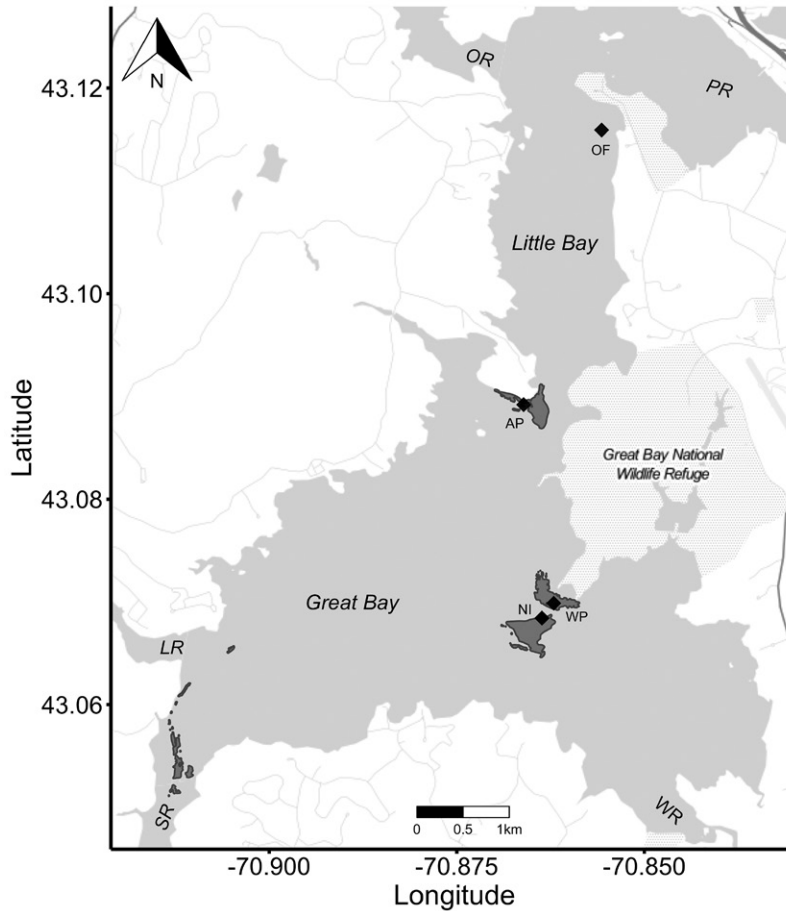 N
OR
PR
43.12
OF
Little Bay
43.10
AP
Great Bay National
Wildlife Refuge
Latitude
43.08
Great Bay
NI
WP
LR
43.06
SR
WR
0 0.5 1km
-70.900 -70.875 -70.850
Longitude